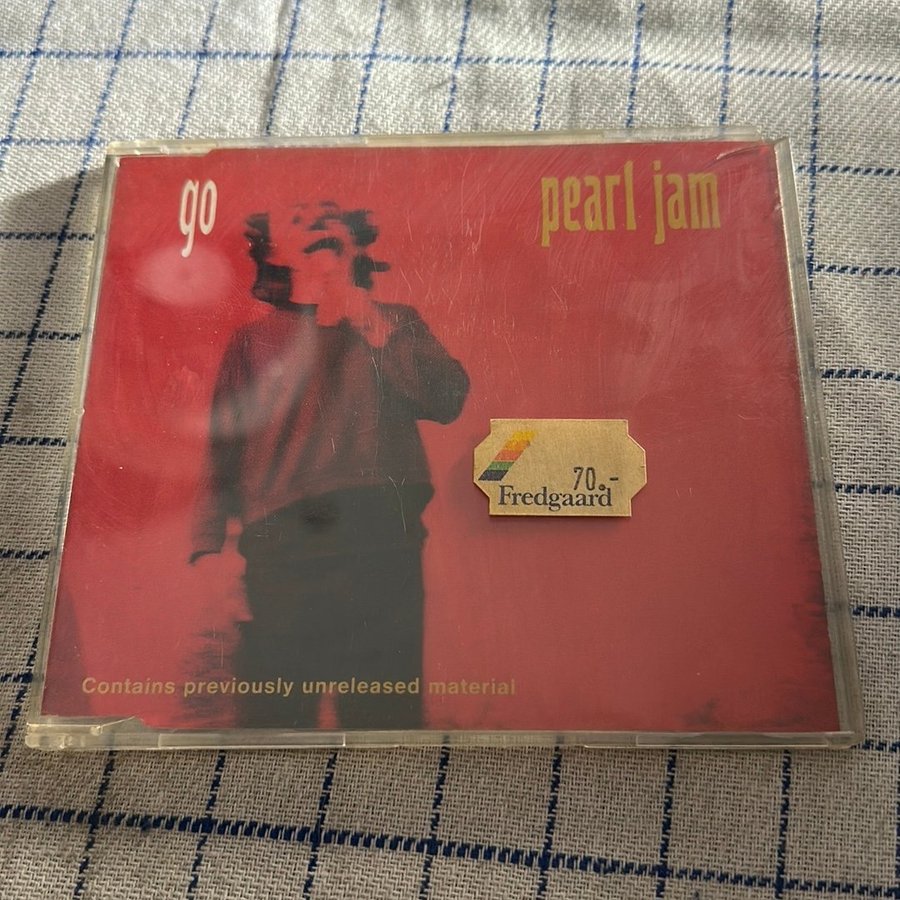 go
pearl jam
70.-
Fredgaard
Contains previously unreleased material